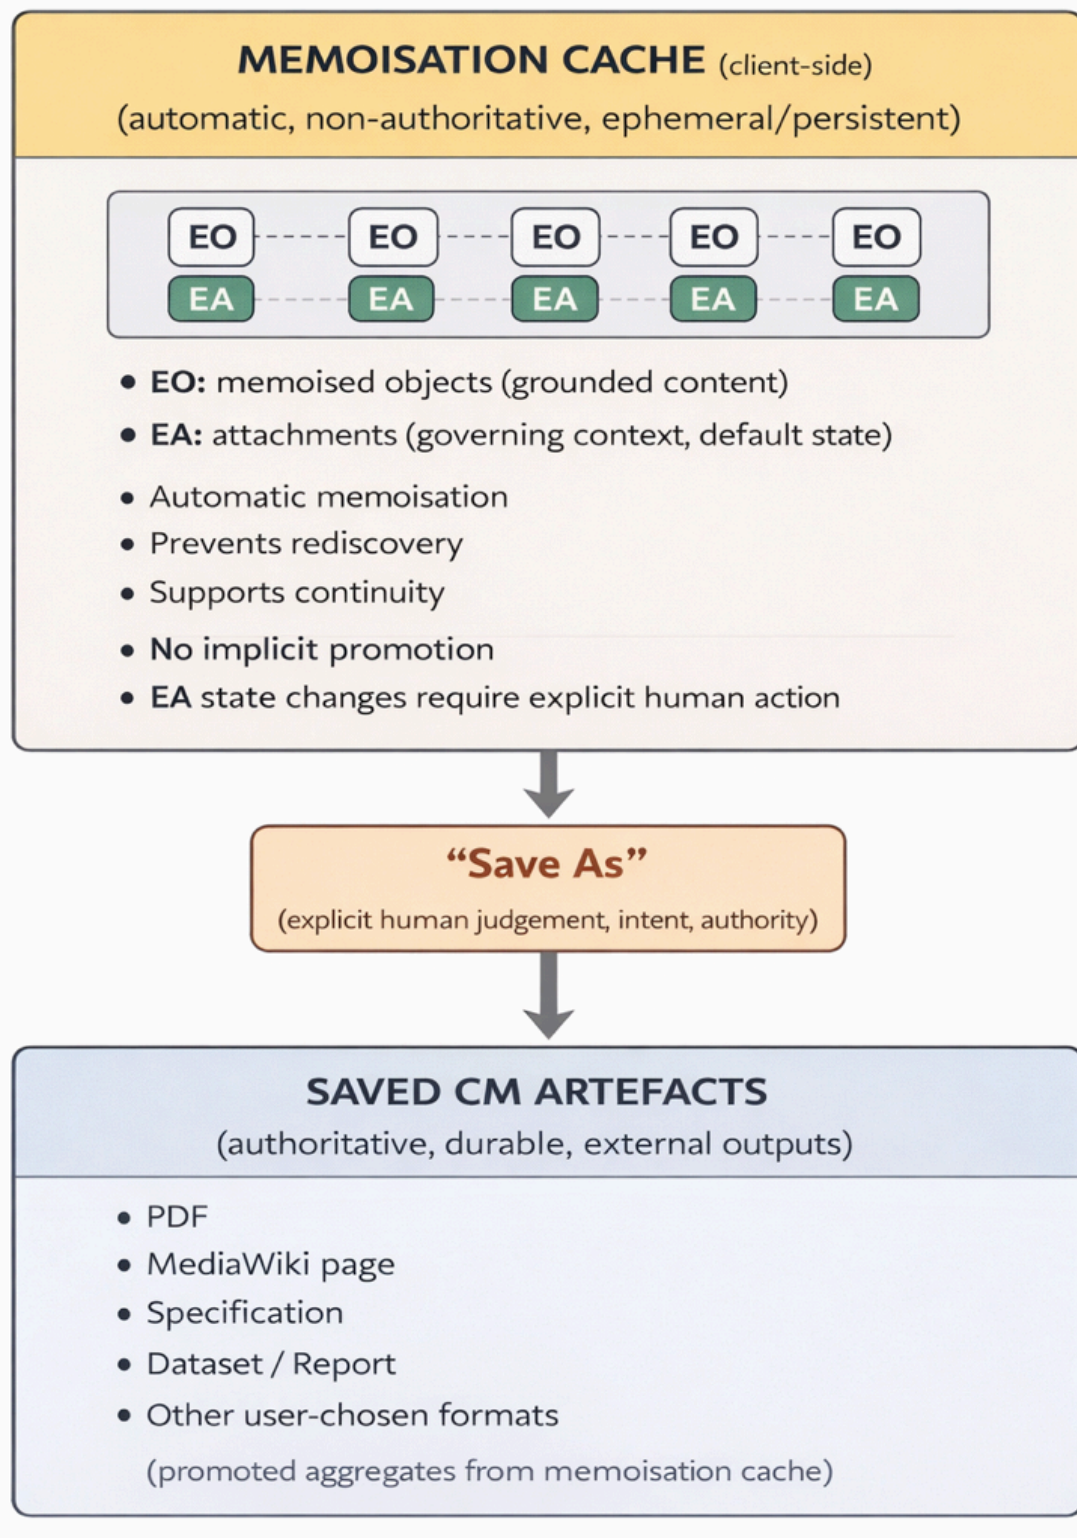 MEMOISATION CACHE (client-side)
(automatic, non-authoritative, ephemeral/persistent)
EO EO EO EO EO
EA EA EA EA EA
• EO: memoised objects (grounded content)
• EA: attachments (governing context, default state)
• Automatic memoisation
• Prevents rediscovery
• Supports continuity
• No implicit promotion
• EA state changes require explicit human action
“Save As”
(explicit human judgement, intent, authority)
SAVED CM ARTEFACTS
(authoritative, durable, external outputs)
• PDF
• MediaWiki page
• Specification
• Dataset / Report
• Other user-chosen formats
(promoted aggregates from memoisation cache)